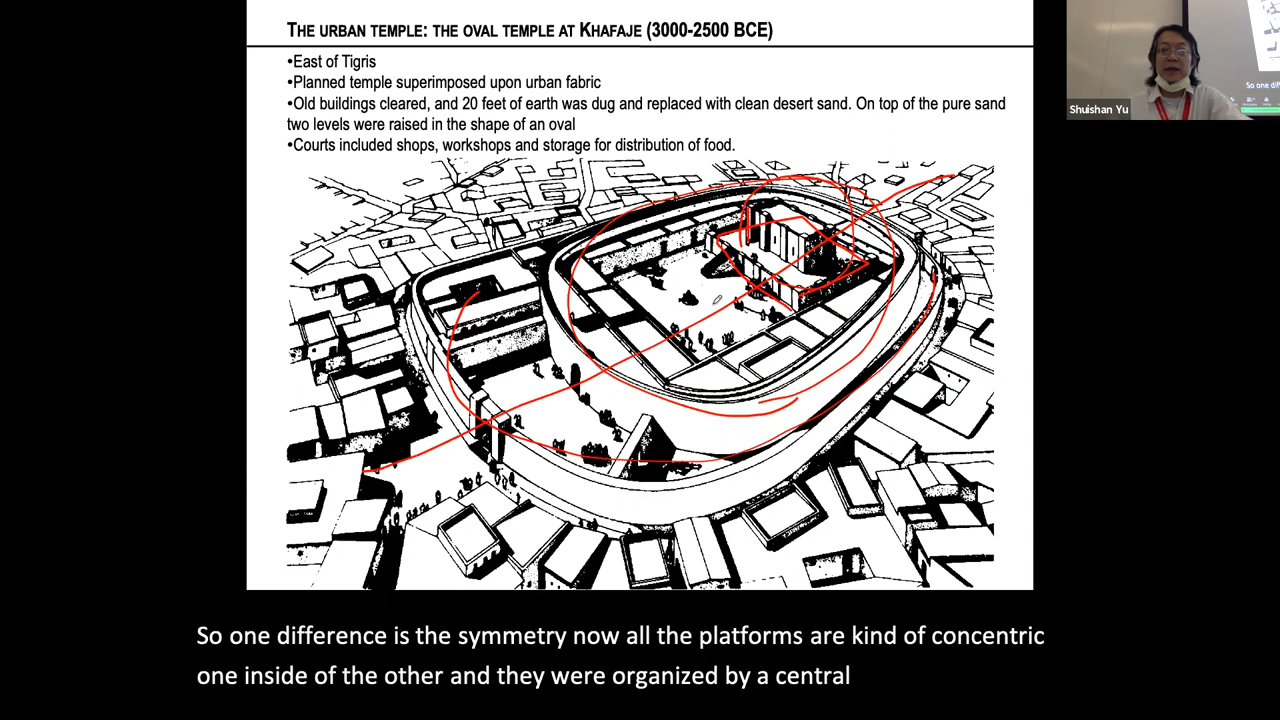 THE URBAN TEMPLE: THE OVAL TEMPLE AT KHAFAJE (3000-2500 BCE)
•East of Tigris
•Planned temple superimposed upon urban fabric
•Old buildings cleared, and 20 feet of earth was dug and replaced with clean desert sand. On top of the pure sand
two levels were raised in the shape of an oval
•Courts included shops, workshops and storage for distribution of food.
Shuishan Yu
So one diff
So one difference is the symmetry now all the platforms are kind of concentric
one inside of the other and they were organized by a central